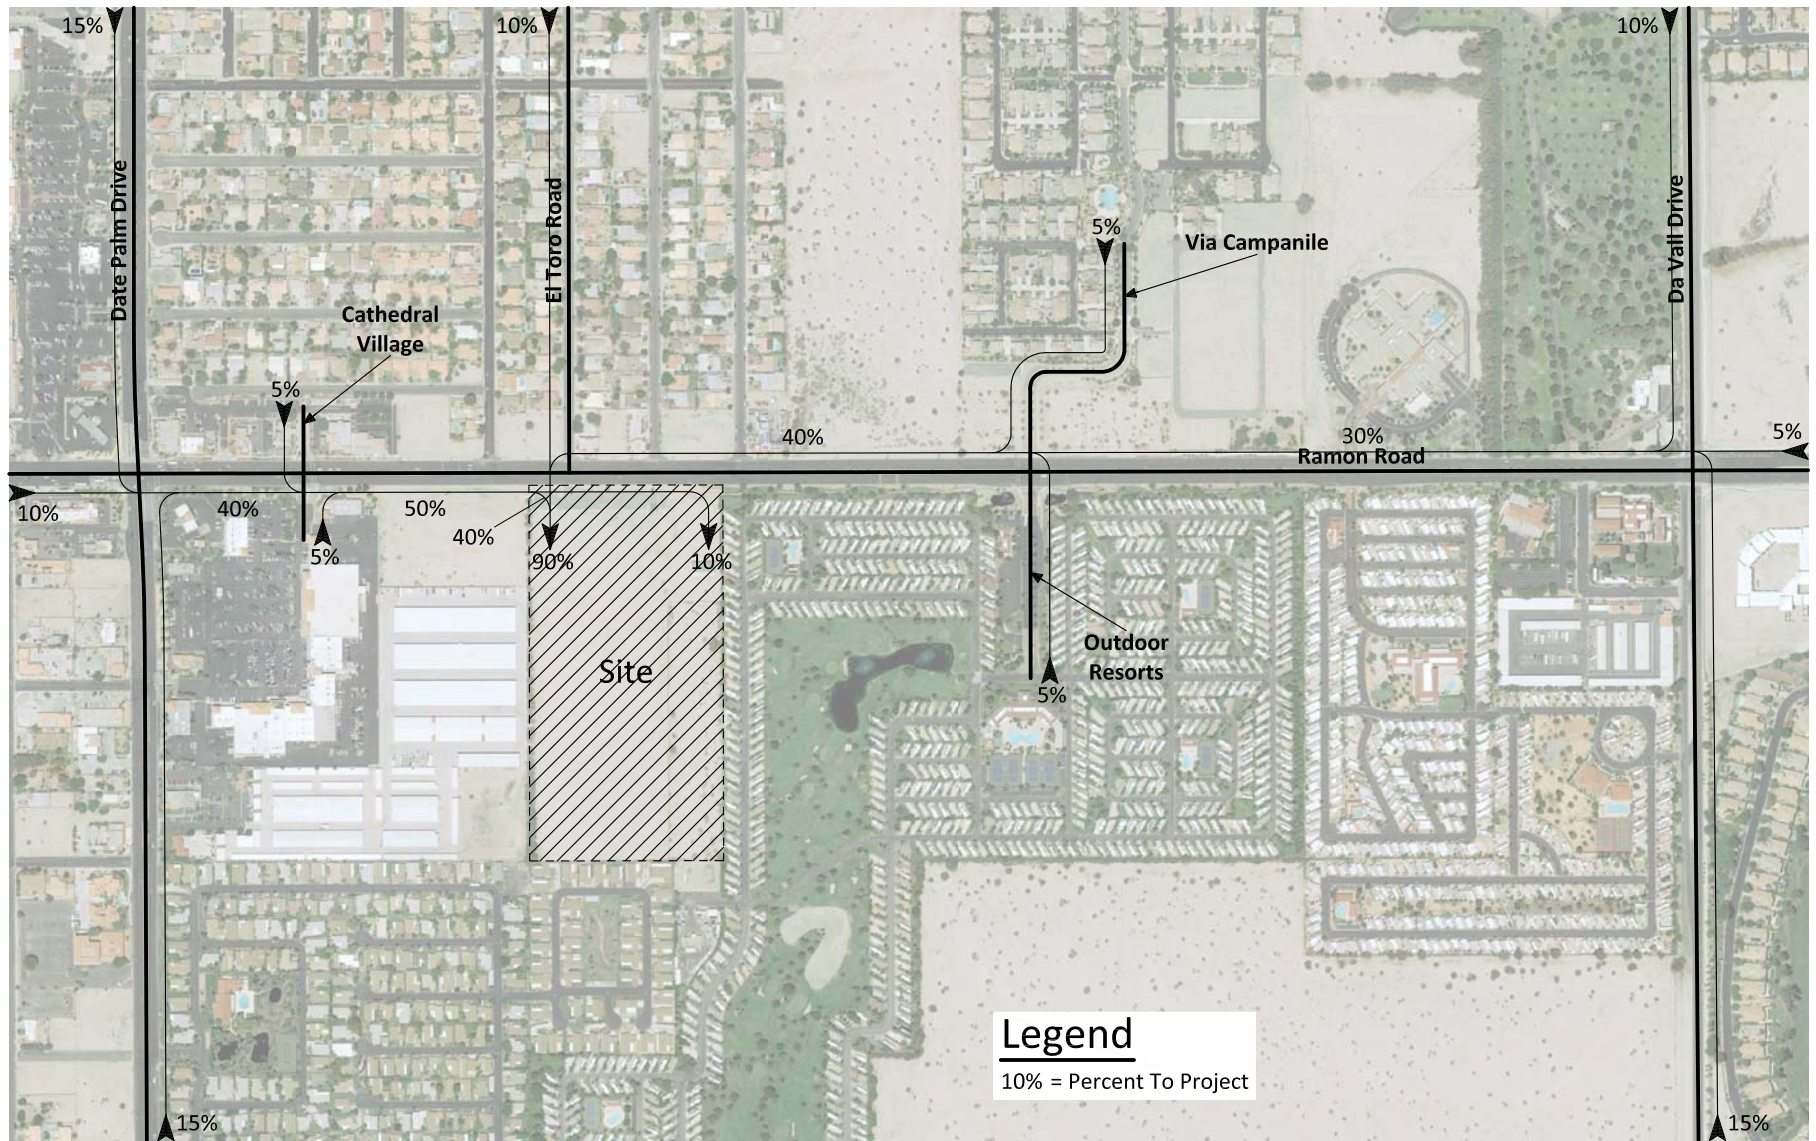 15%
10%
10%
Date Palm Drive
El Toro Road
Da Vall Drive
5%
Via Campanile
Cathedral
Village
5%
40%
30%
5%
Ramon Road
10%
40%
50%
40%
5%
90%
10%
Site
Outdoor
Resorts
5%
Legend
10% = Percent To Project
15%
15%